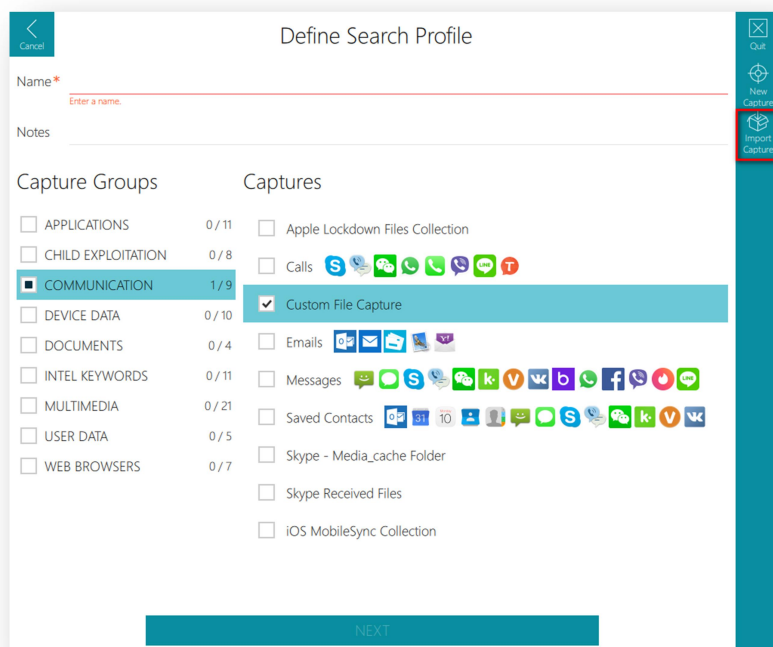 Cancel
Define Search Profile
Quit
New
Capture
Import
Capture
Name*
Enter a name.
Notes
Capture Groups
Captures
APPLICATIONS 0 / 11
CHILD EXPLOITATION 0 / 8
COMMUNICATION 1 / 9
DEVICE DATA 0 / 10
DOCUMENTS 0 / 4
INTEL KEYWORDS 0 / 11
MULTIMEDIA 0 / 21
USER DATA 0 / 5
WEB BROWSERS 0 / 7
Apple Lockdown Files Collection
Calls
Custom File Capture
Emails
Messages
Saved Contacts
Skype - Media_cache Folder
Skype Received Files
iOS MobileSync Collection
NEXT